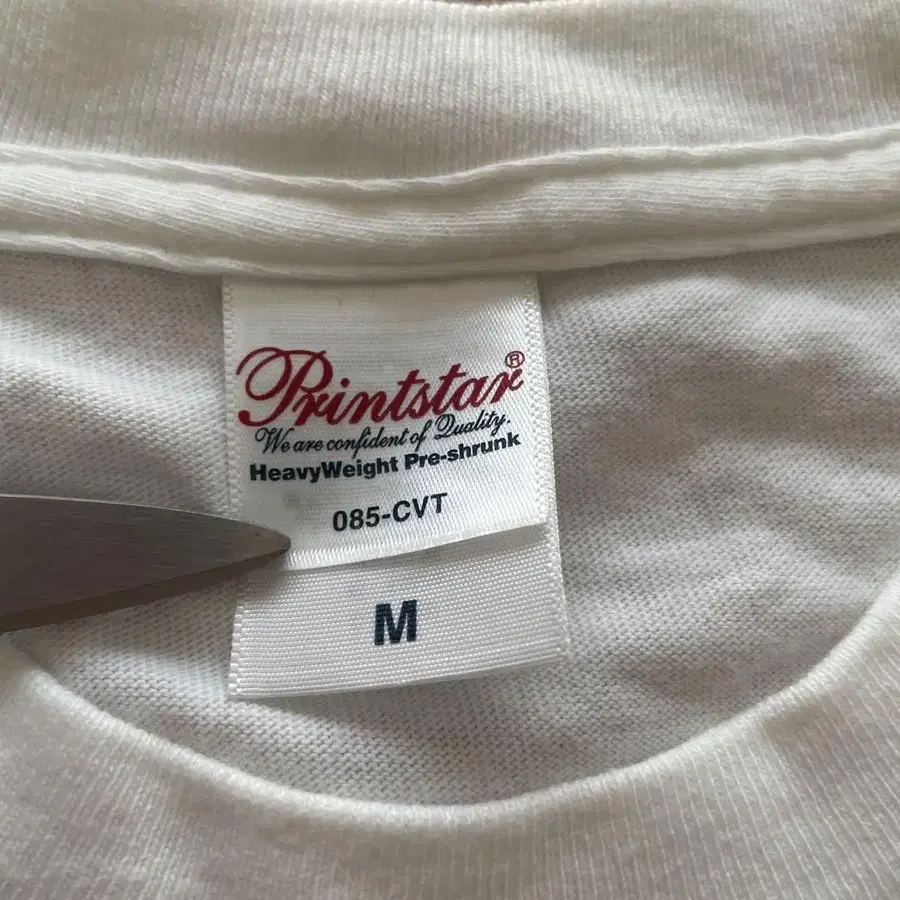 Printstar®
We are confident of Quality.
HeavyWeight Pre-shrunk
085-CVT
M